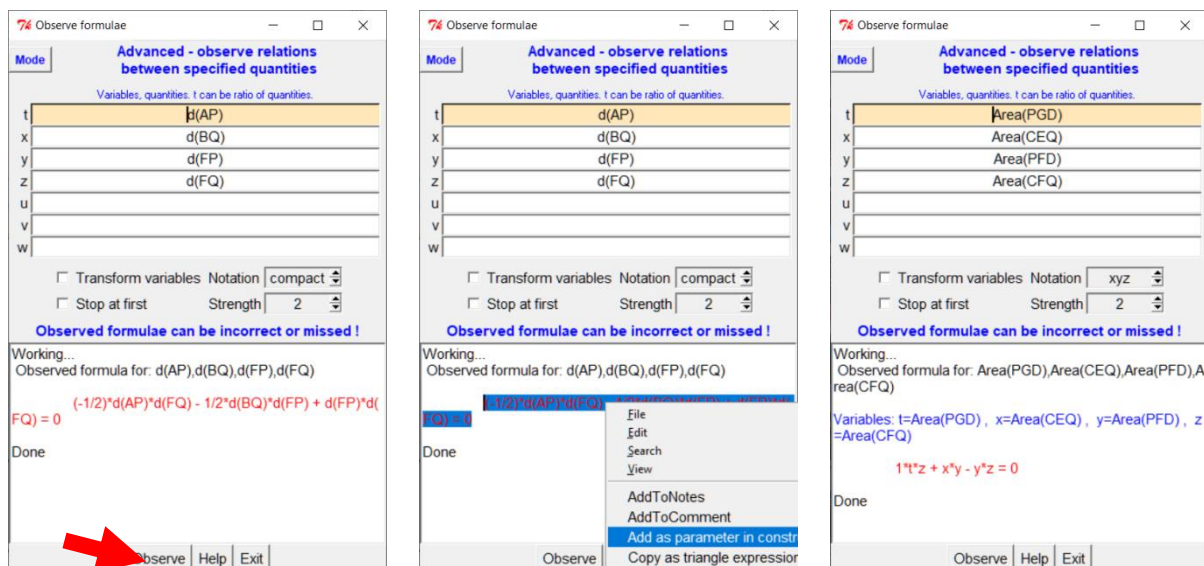 Observe formulae
Mode
Advanced - observe relations
between specified quantities
Variables, quantities. t can be ratio of quantities.
t d(AP)
x d(BQ)
y d(FP)
z d(FQ)
u
v
w
Transform variables Notation compact
Stop at first Strength 2
Observed formulae can be incorrect or missed !
Working...
Observed formula for: d(AP),d(BQ),d(FP),d(FQ)
(-1/2)*d(AP)*d(FQ) - 1/2*d(BQ)*d(FP) + d(FP)*d(
FQ) = 0
Done
Observe Help Exit
Observe formulae
Mode
Advanced - observe relations
between specified quantities
Variables, quantities. t can be ratio of quantities.
t d(AP)
x d(BQ)
y d(FP)
z d(FQ)
u
v
w
Transform variables Notation compact
Stop at first Strength 2
Observed formulae can be incorrect or missed !
Working...
Observed formula for: d(AP),d(BQ),d(FP),d(FQ)
(-1/2)*d(AP)*d(FQ)
FQ) = 0
Done
File
Edit
Search
View
AddToNotes
AddToComment
Add as parameter in constr
Copy as triangle expression
Observe
Observe formulae
Mode
Advanced - observe relations
between specified quantities
Variables, quantities. t can be ratio of quantities.
t Area(PGD)
x Area(CEQ)
y Area(PFD)
z Area(CFQ)
u
v
w
Transform variables Notation xyz
Stop at first Strength 2
Observed formulae can be incorrect or missed !
Working...
Observed formula for: Area(PGD),Area(CEQ),Area(PFD),A
rea(CFQ)
Variables: t=Area(PGD) , x=Area(CEQ) , y=Area(PFD) , z
=Area(CFQ)
1*t*z + x*y - y*z = 0
Done
Observe Help Exit